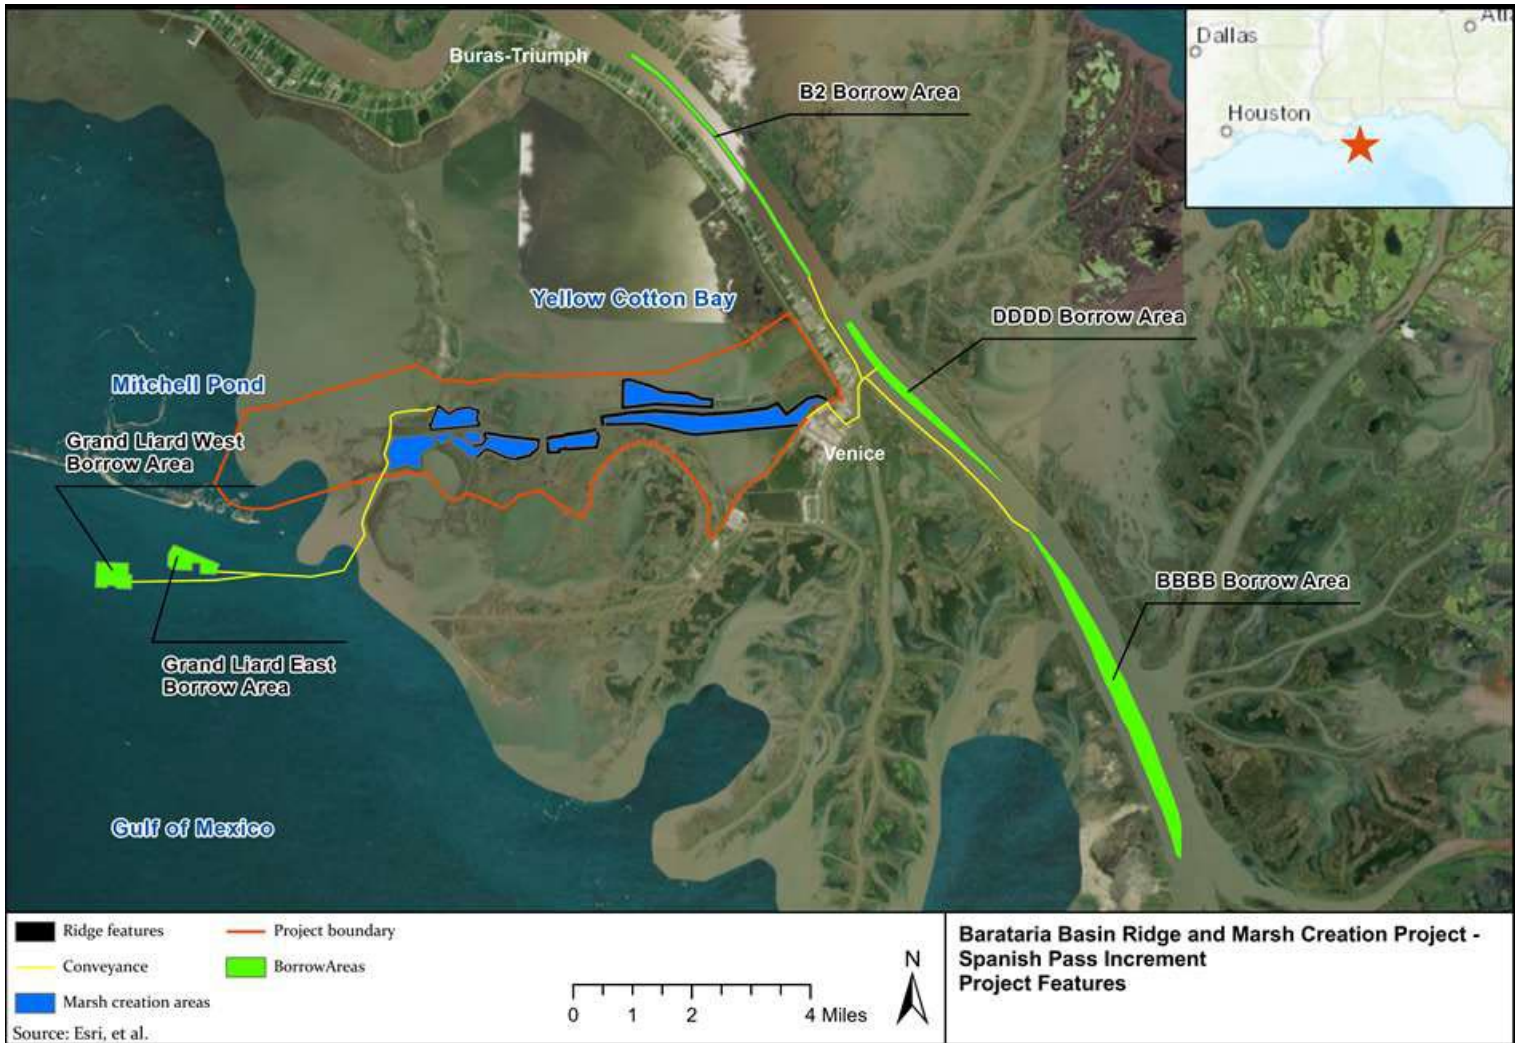 Dallas
Houston
Buras-Triumph
B2 Borrow Area
Yellow Cotton Bay
DDDD Borrow Area
Mitchell Pond
Grand Liard West
Borrow Area
Venice
BBBB Borrow Area
Grand Liard East
Borrow Area
Gulf of Mexico
Ridge features
Project boundary
Conveyance
BorrowAreas
Marsh creation areas
Source: Esri, et al.
0 1 2 4 Miles
N
Barataria Basin Ridge and Marsh Creation Project -
Spanish Pass Increment
Project Features